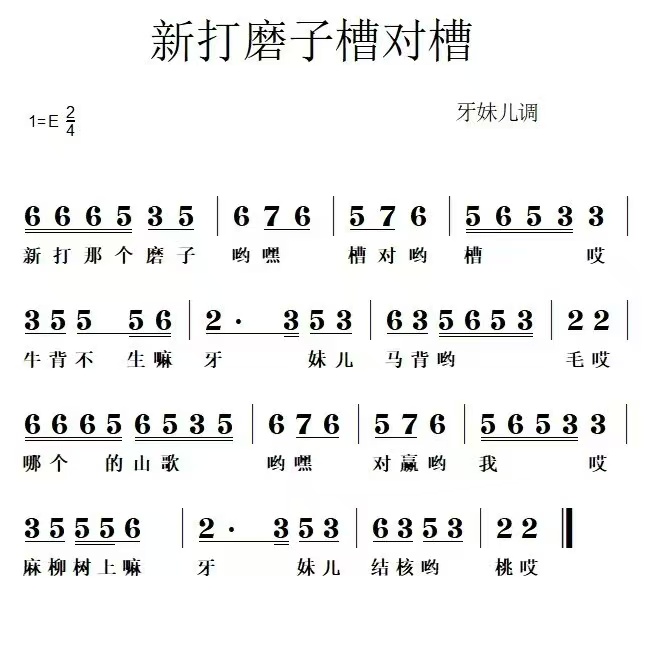 新打磨子槽对槽
1=E 2/4
牙妹儿调
6 6 6 5 3 5 | 6 7 6 | 5 7 6 | 5 6 5 3 3 |
新打那个磨子 哟嘿 槽对哟 槽 哎
3 5 5 5 6 | 2 · 3 5 3 | 6 3 5 6 5 3 | 2 2 |
牛背不 生嘛 牙 妹儿 马背哟 毛哎
6 6 6 5 6 5 3 5 | 6 7 6 | 5 7 6 | 5 6 5 3 3 |
哪个 的山歌 哟嘿 对赢哟 我 哎
3 5 5 5 6 | 2 · 3 5 3 | 6 3 5 3 | 2 2 ‖
麻柳树上嘛 牙 妹儿 结核哟 桃哎